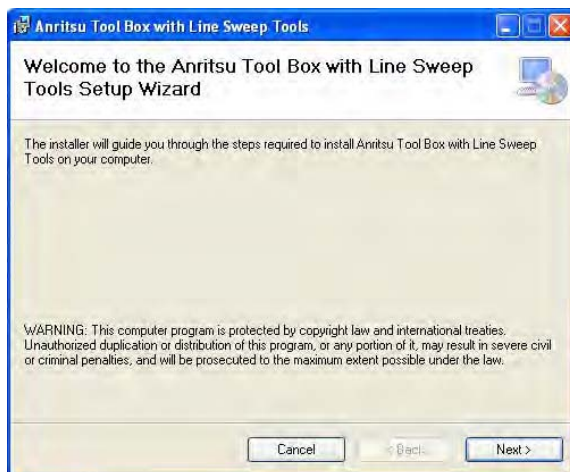 Anritsu Tool Box with Line Sweep Tools
Welcome to the Anritsu Tool Box with Line Sweep
Tools Setup Wizard
The installer will guide you through the steps required to install Anritsu Tool Box with Line Sweep
Tools on your computer.
WARNING: This computer program is protected by copyright law and international treaties.
Unauthorized duplication or distribution of this program, or any portion of it, may result in severe civil
or criminal penalties, and will be prosecuted to the maximum extent possible under the law.
Cancel < Back Next >